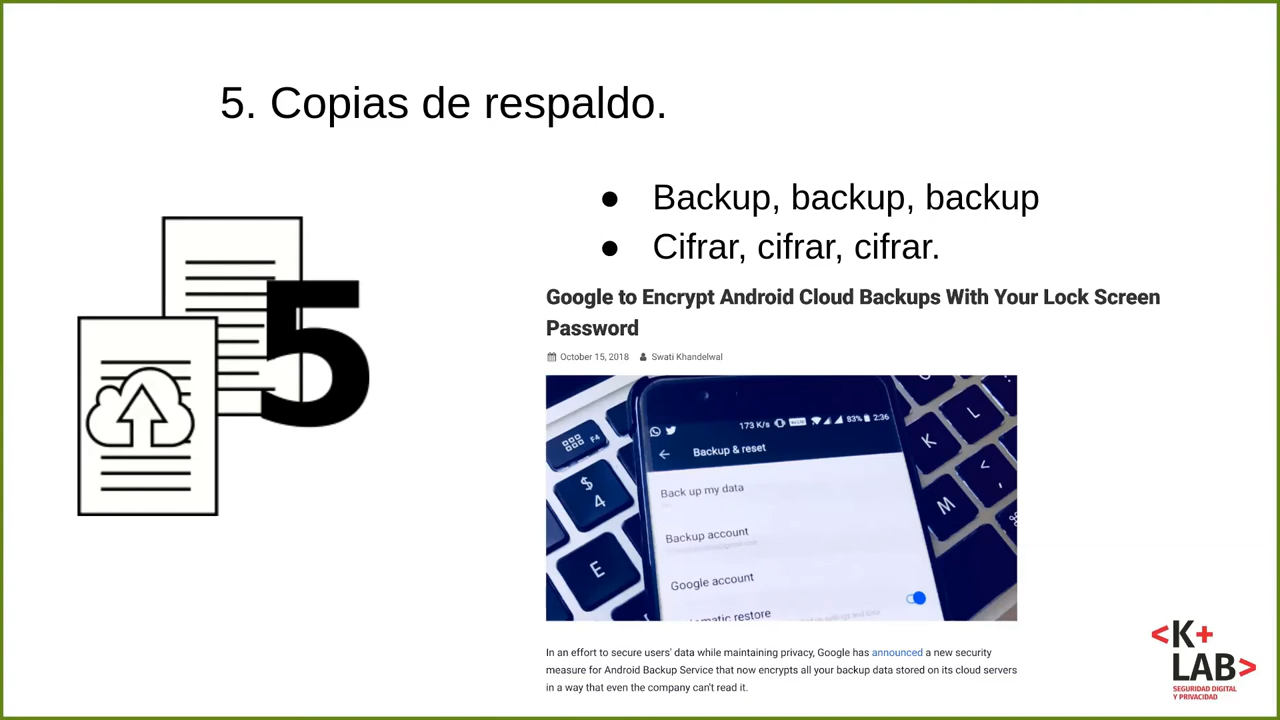 5. Copias de respaldo.
● Backup, backup, backup
● Cifrar, cifrar, cifrar.
5
Google to Encrypt Android Cloud Backups With Your Lock Screen
Password
October 15, 2018 Swati Khandelwal
173 K/s 83% 2:36
Backup & reset
Back up my data
Backup account
Google account
matic restore
F4
$
4
E
K
L
M
<
,
In an effort to secure users' data while maintaining privacy, Google has announced a new security
measure for Android Backup Service that now encrypts all your backup data stored on its cloud servers
in a way that even the company can't read it.
<K+
LAB>
SEGURIDAD DIGITAL
Y PRIVACIDAD